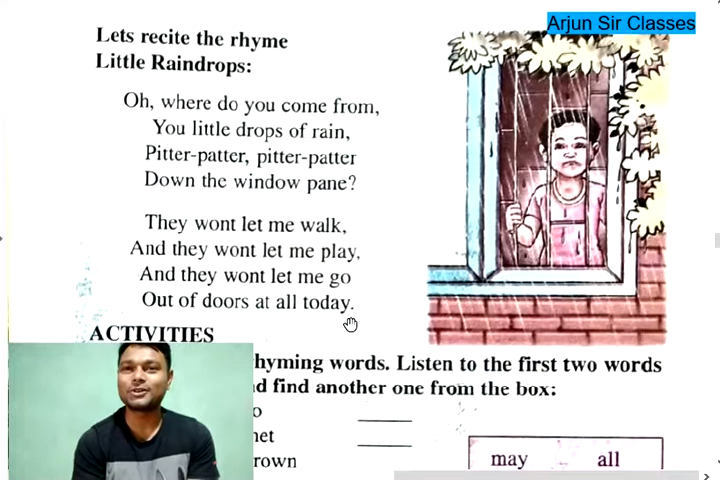 Arjun Sir Classes
Lets recite the rhyme
Little Raindrops:
Oh, where do you come from,
You little drops of rain,
Pitter-patter, pitter-patter
Down the window pane?
They wont let me walk,
And they wont let me play,
And they wont let me go
Out of doors at all today.
ACTIVITIES
hyming words. Listen to the first two words
d find another one from the box:
o
net
rown
may all